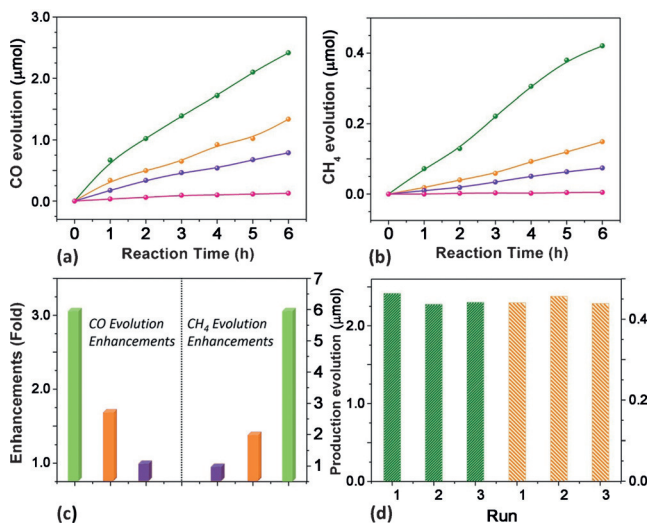 3.0
2.0
1.0
0.0
CO evolution (μmol)
0 1 2 3 4 5 6
(a) Reaction Time (h)
0.4
0.2
0.0
CH4 evolution (μmol)
0 1 2 3 4 5 6
(b) Reaction Time (h)
3.0
2.0
1.0
Enhancements (Fold)
CO Evolution
Enhancements
CH4 Evolution
Enhancements
7
6
5
4
3
2
1
(c)
2.0
1.0
0.0
Production evolution (μmol)
0.4
0.2
0.0
1 2 3 1 2 3
(d) Run